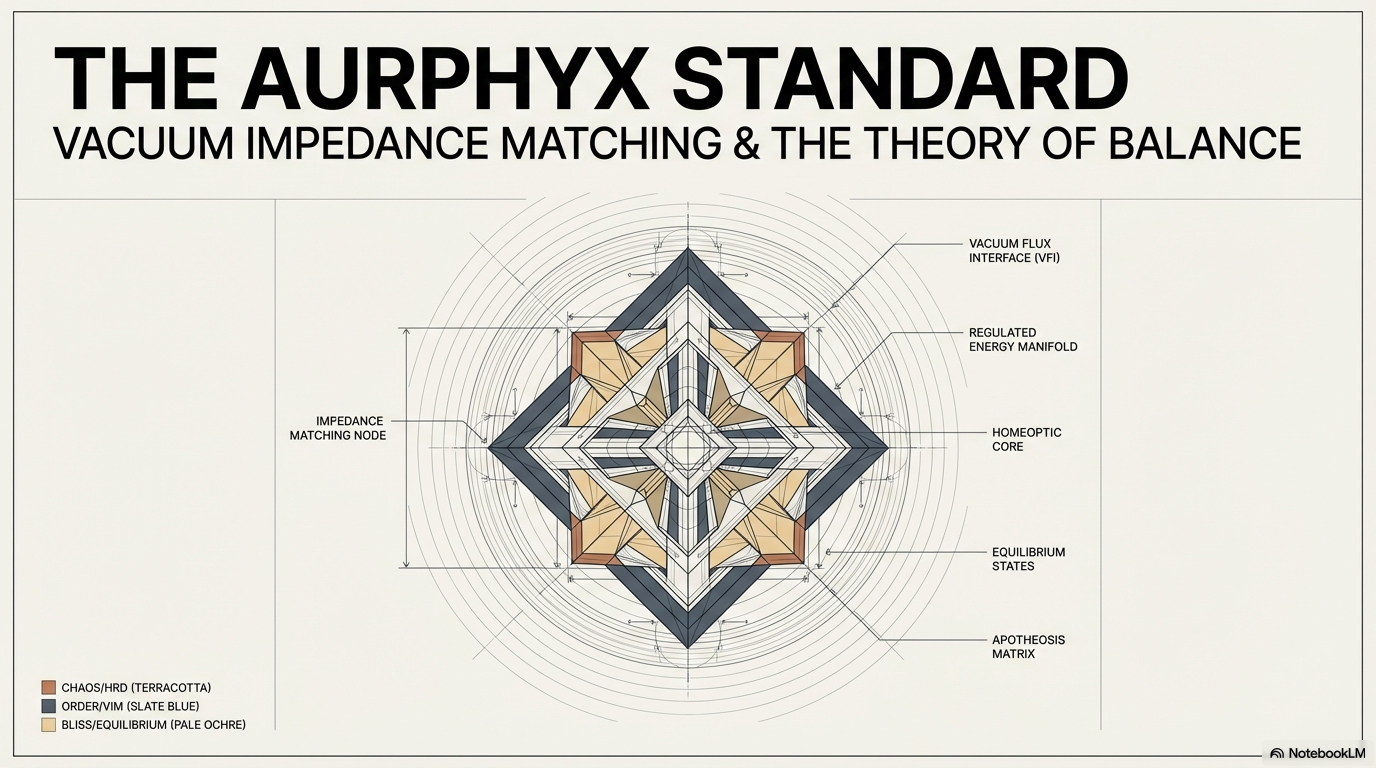 THE AURPHYX STANDARD
VACUUM IMPEDANCE MATCHING & THE THEORY OF BALANCE
VACUUM FLUX
INTERFACE (VFI)
REGULATED
ENERGY MANIFOLD
IMPEDANCE
MATCHING NODE
HOMEOPTIC
CORE
EQUILIBRIUM
STATES
APOTHEOSIS
MATRIX
CHAOS/HRD (TERRACOTTA)
ORDER/VIM (SLATE BLUE)
BLISS/EQUILIBRIUM (PALE OCHRE)
NotebookLM